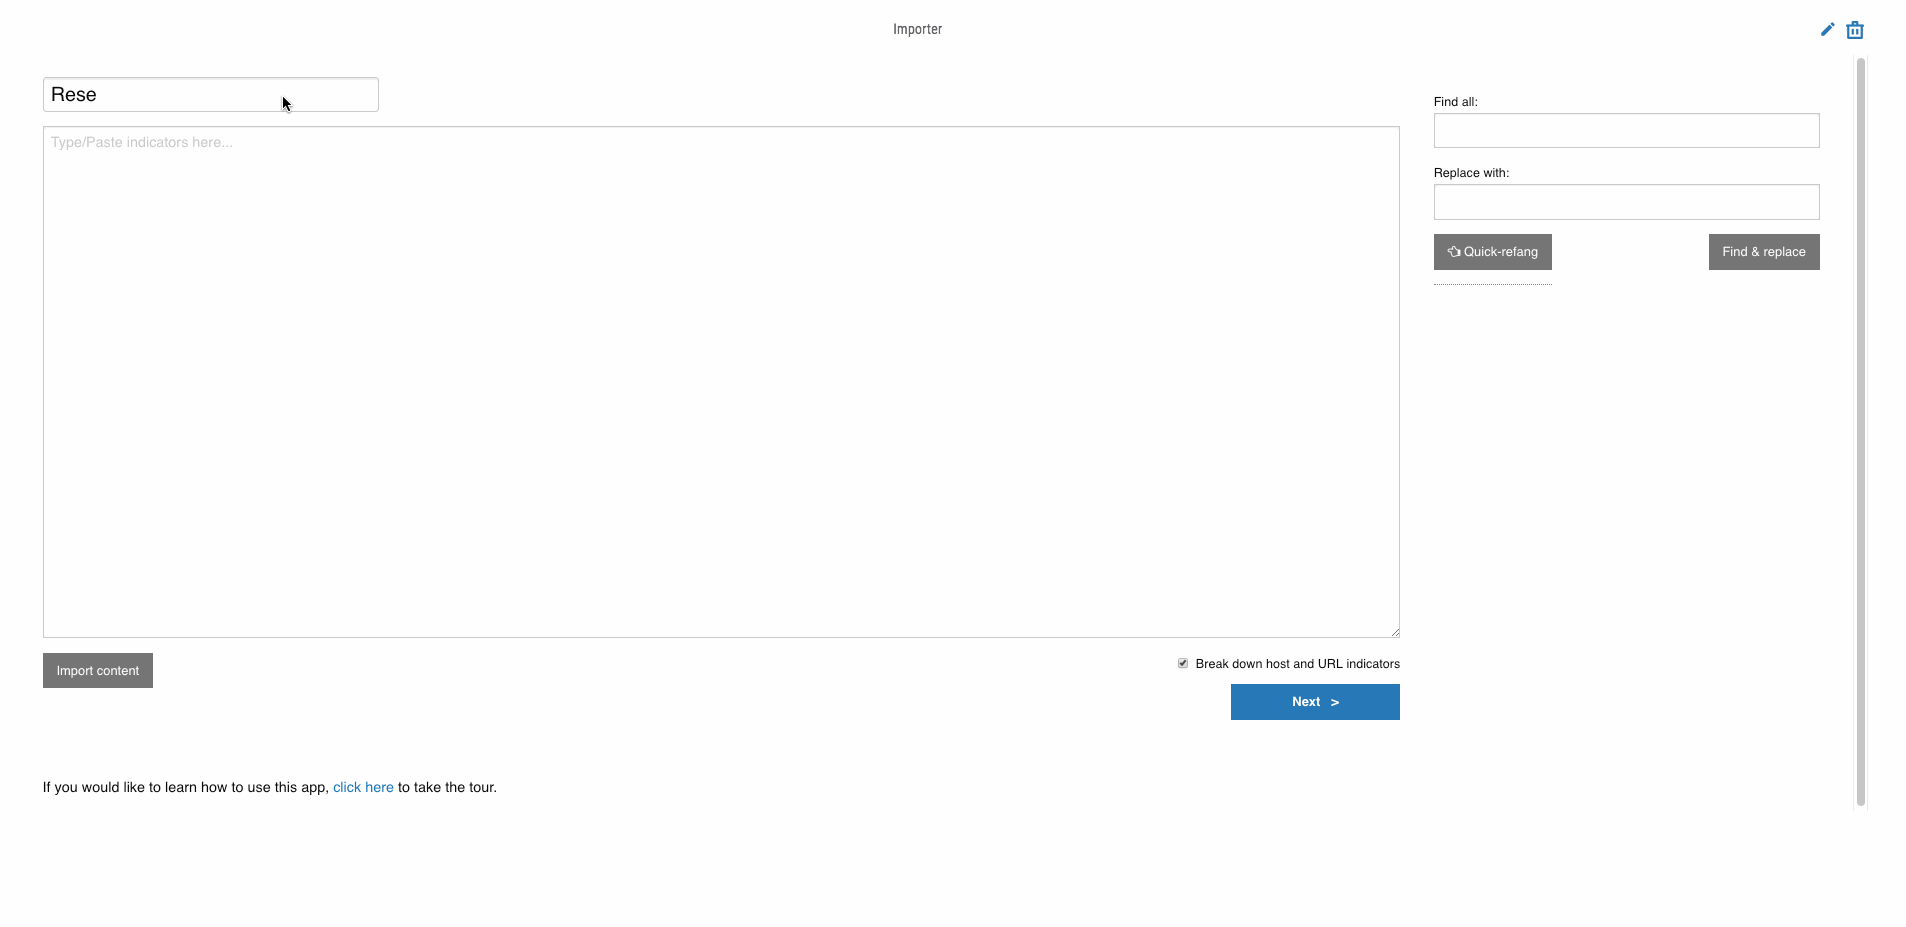 Importer
Rese
Type/Paste indicators here...
Find all:
Replace with:
Quick-refang
Find & replace
Import content
Break down host and URL indicators
Next >
If you would like to learn how to use this app, click here to take the tour.